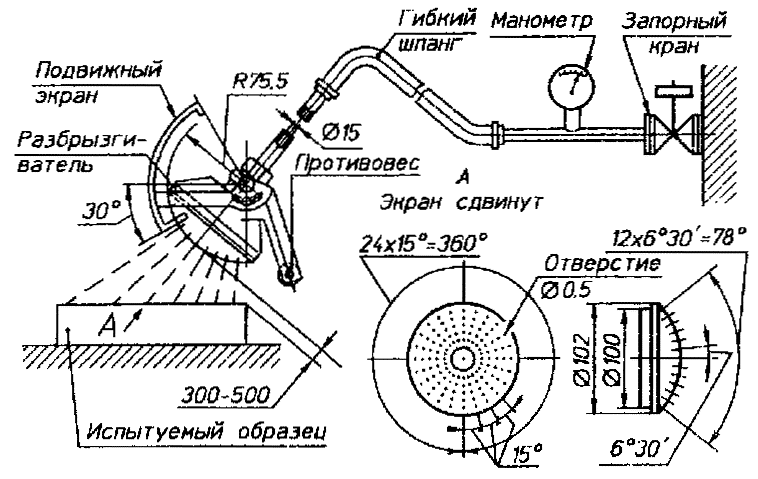 Гибкий
шланг
Манометр
Запорный
кран
Подвижный
экран
R75,5
Ø15
Разбрызги-
ватель
Противовес
30°
А
Экран сдвинут
24x15°=360°
12x6°30′=78°
Отверстие
Ø0.5
А
Ø102
Ø100
300-500
Испытуемый образец
15°
6°30′